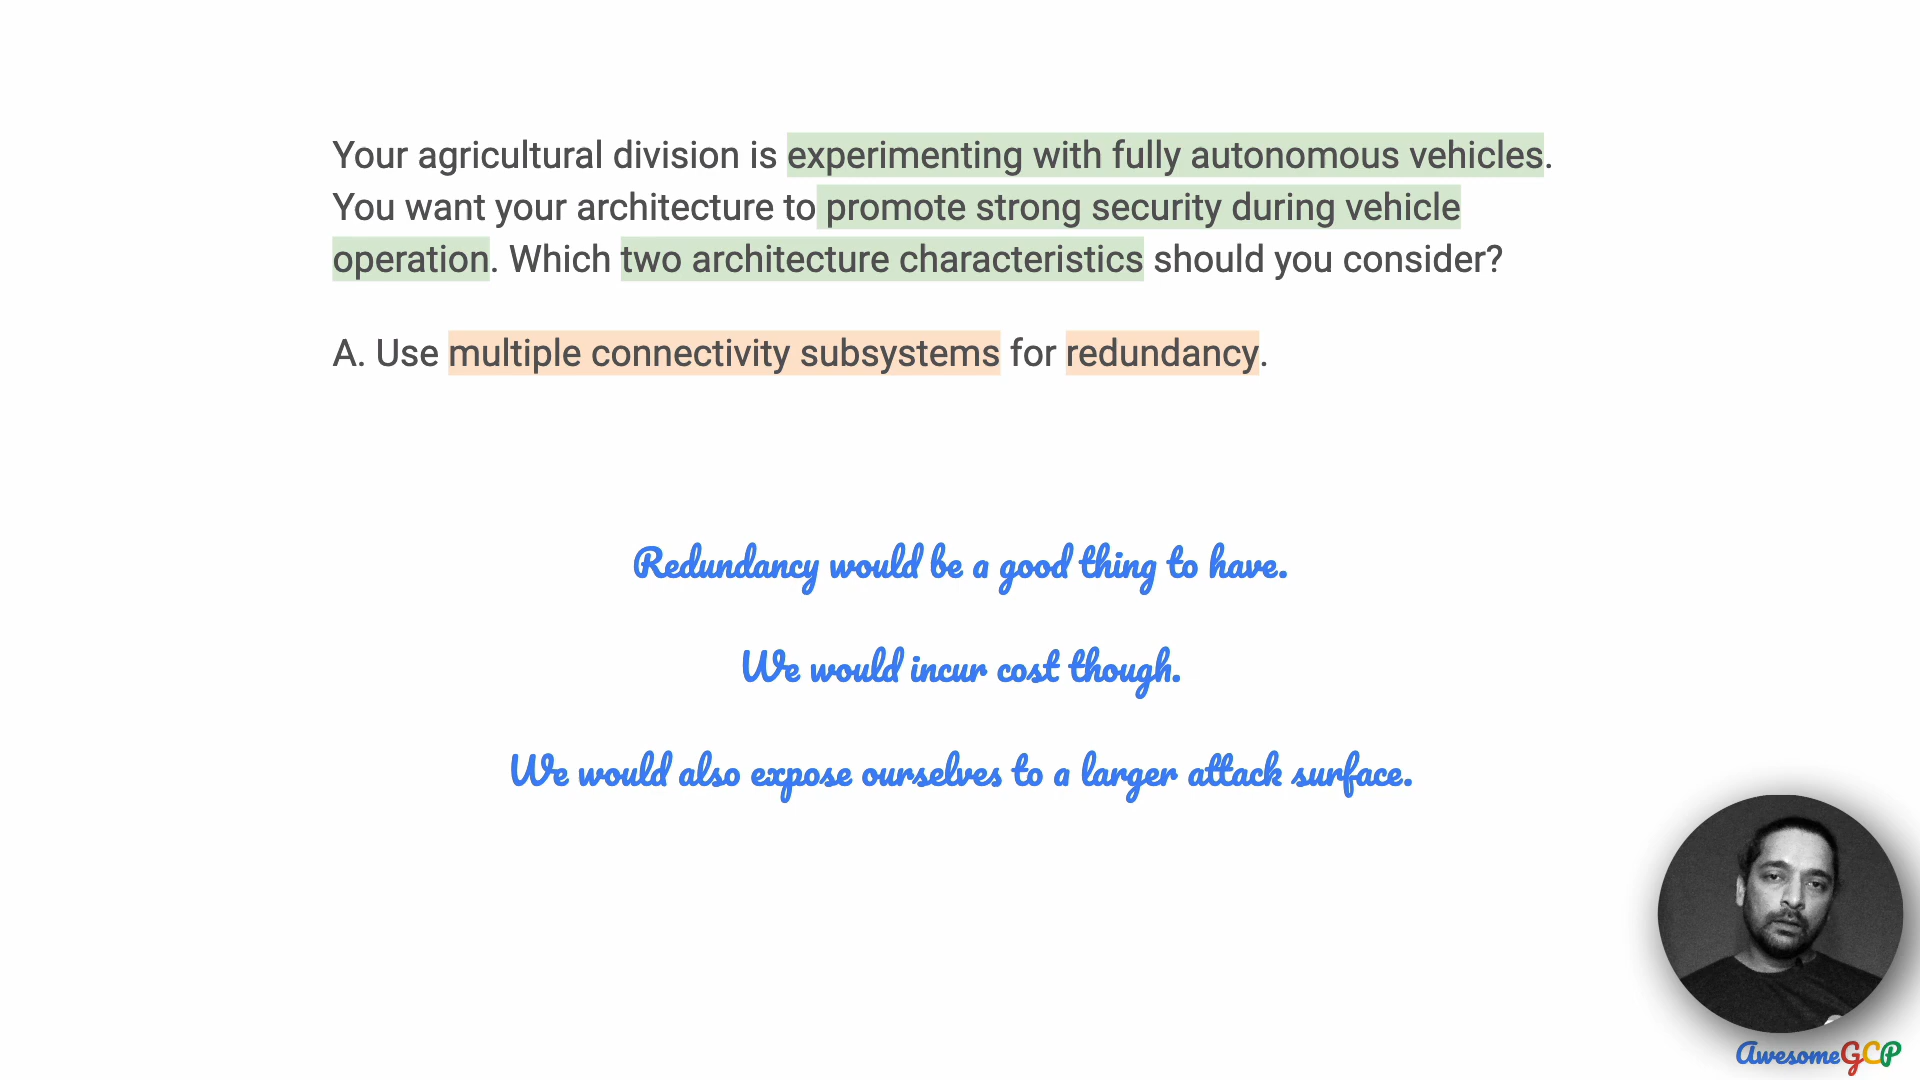 Your agricultural division is experimenting with fully autonomous vehicles.
You want your architecture to promote strong security during vehicle
operation. Which two architecture characteristics should you consider?
A. Use multiple connectivity subsystems for redundancy.
Redundancy would be a good thing to have.
We would incur cost though.
We would also expose ourselves to a larger attack surface.
AwesomeGCP